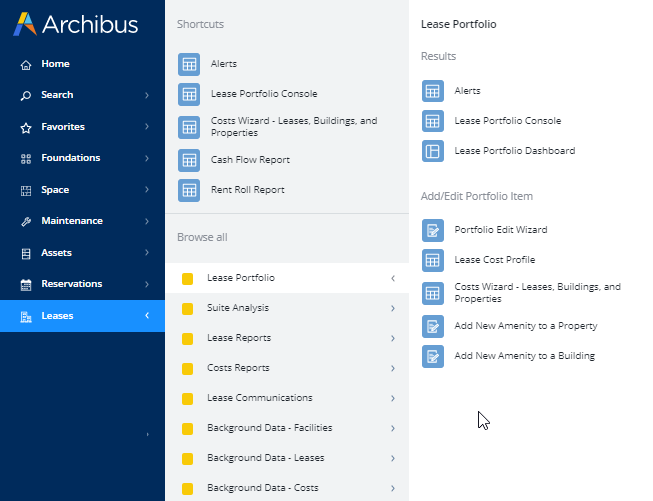 Archibus
Home
Search
Favorites
Foundations
Space
Maintenance
Assets
Reservations
Leases
Shortcuts
Alerts
Lease Portfolio Console
Costs Wizard - Leases, Buildings, and
Properties
Cash Flow Report
Rent Roll Report
Browse all
Lease Portfolio
Suite Analysis
Lease Reports
Costs Reports
Lease Communications
Background Data - Facilities
Background Data - Leases
Background Data - Costs
Lease Portfolio
Results
Alerts
Lease Portfolio Console
Lease Portfolio Dashboard
Add/Edit Portfolio Item
Portfolio Edit Wizard
Lease Cost Profile
Costs Wizard - Leases, Buildings, and
Properties
Add New Amenity to a Property
Add New Amenity to a Building